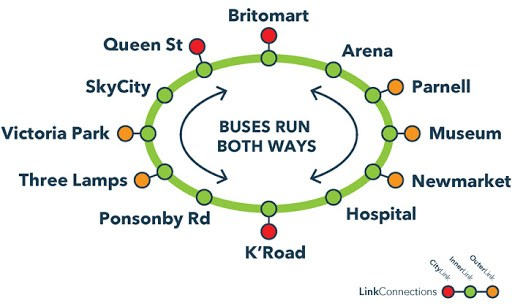 Britomart
Queen St
Arena
SkyCity
Parnell
BUSES RUN
BOTH WAYS
Victoria Park
Museum
Three Lamps
Newmarket
Ponsonby Rd
Hospital
K'Road
CityLink
InnerLink
OuterLink
LinkConnections